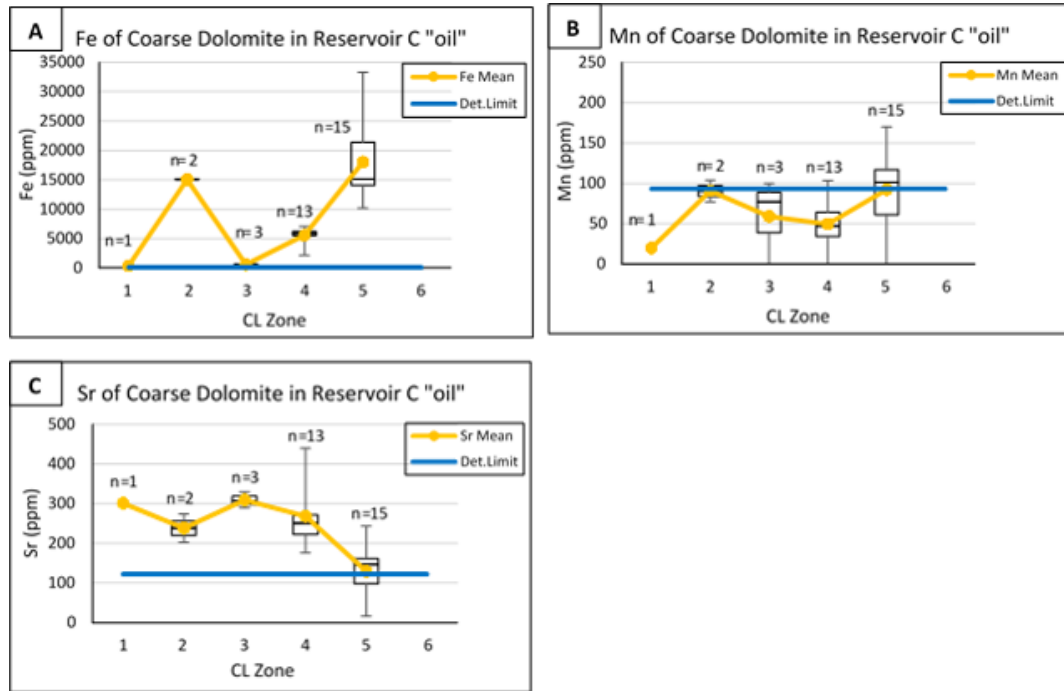 A
Fe of Coarse Dolomite in Reservoir C "oil"
35000
30000
25000
20000
15000
10000
5000
0
Fe (ppm)
Fe Mean
Det.Limit
n=1
n= 2
n= 3
n=13
n=15
1 2 3 4 5 6
CL Zone
B
Mn of Coarse Dolomite in Reservoir C "oil"
250
200
150
100
50
0
Mn (ppm)
Mn Mean
Det.Limit
n=1
n=2
n=3
n=13
n=15
1 2 3 4 5 6
CL Zone
C
Sr of Coarse Dolomite in Reservoir C "oil"
500
400
300
200
100
0
Sr (ppm)
Sr Mean
Det.Limit
n=1
n=2
n=3
n=13
n=15
1 2 3 4 5 6
CL Zone